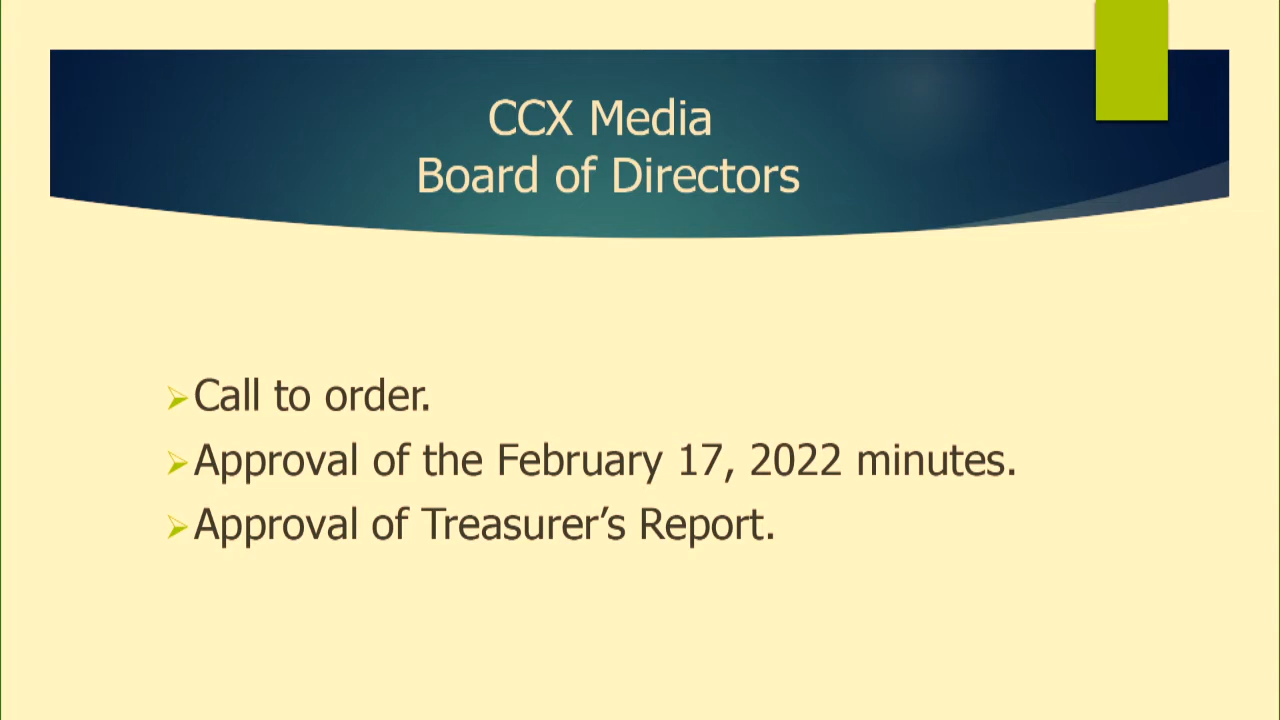 CCX Media
Board of Directors
Call to order.
Approval of the February 17, 2022 minutes.
Approval of Treasurer’s Report.